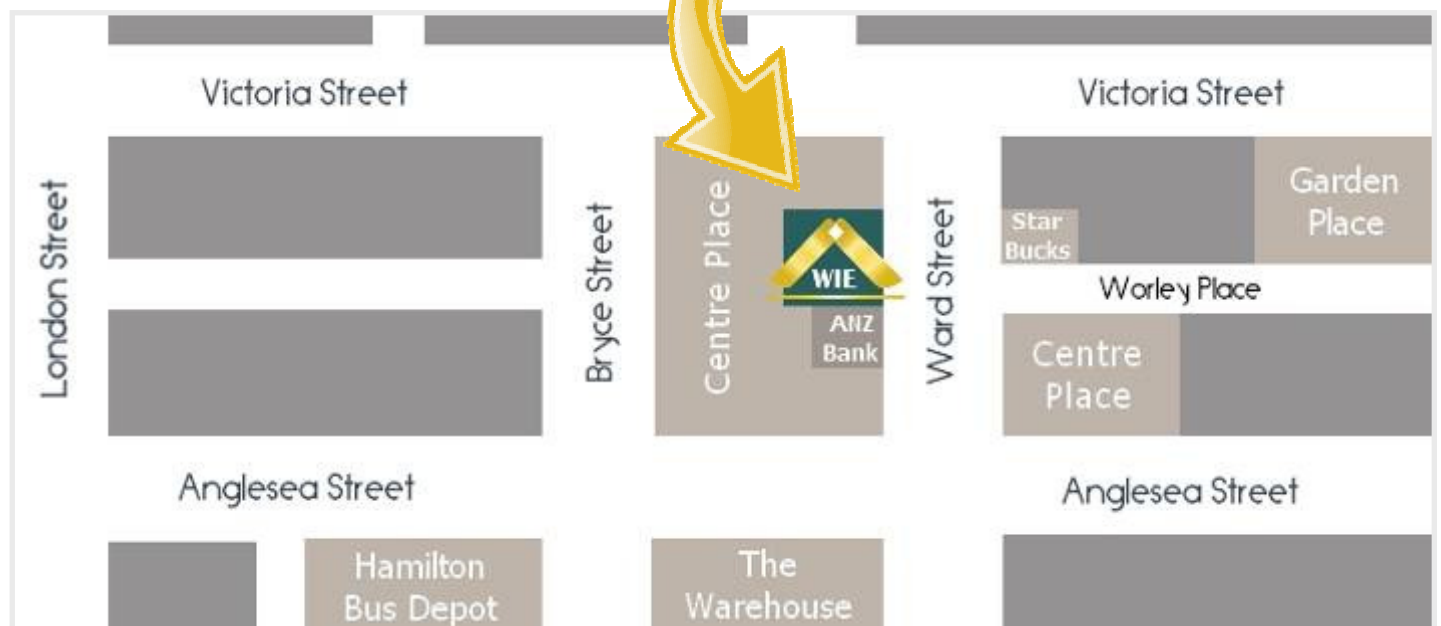 Victoria Street
Victoria Street
London Street
Bryce Street
Centre Place
WIE
ANZ
Bank
Ward Street
Star
Bucks
Garden
Place
Worley Place
Centre
Place
Anglesea Street
Anglesea Street
Hamilton
Bus Depot
The
Warehouse